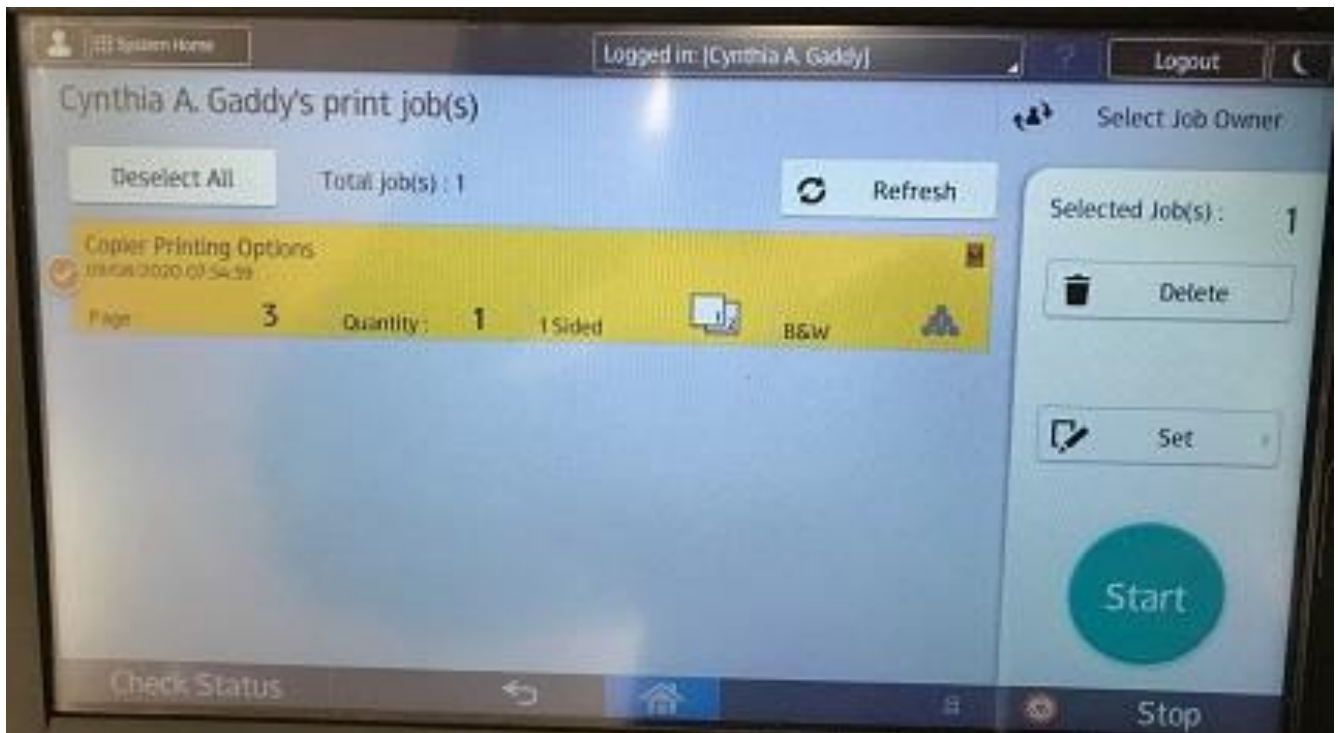 System Home Logged in: [Cynthia A. Gaddy] ? Logout
Cynthia A. Gaddy's print job(s) Select Job Owner
Deselect All Total job(s) : 1 Refresh Selected Job(s) : 1
Copier Printing Options
Delete
Page 3 Quantity : 1 1 Sided 1 2 B&W
Set
Start
Check Status Stop